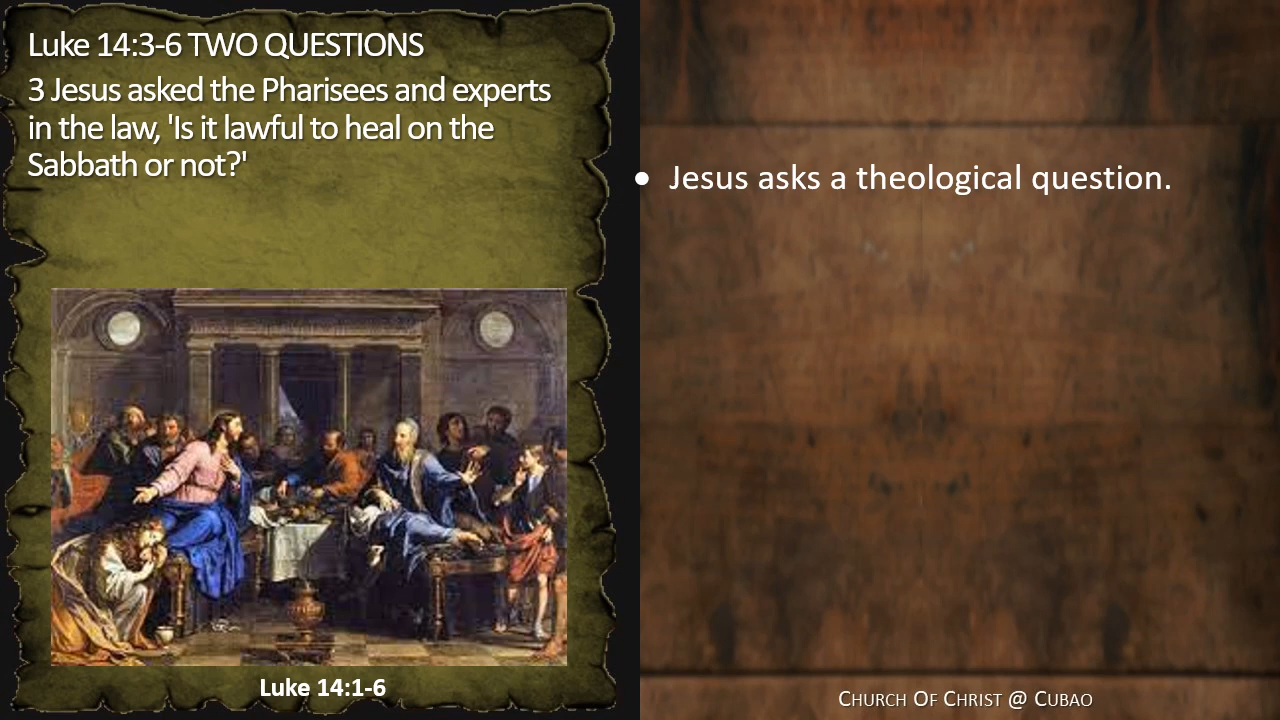 Luke 14:3-6 TWO QUESTIONS
3 Jesus asked the Pharisees and experts
in the law, 'Is it lawful to heal on the
Sabbath or not?'
Luke 14:1-6
• Jesus asks a theological question.
CHURCH OF CHRIST @ CUBAO